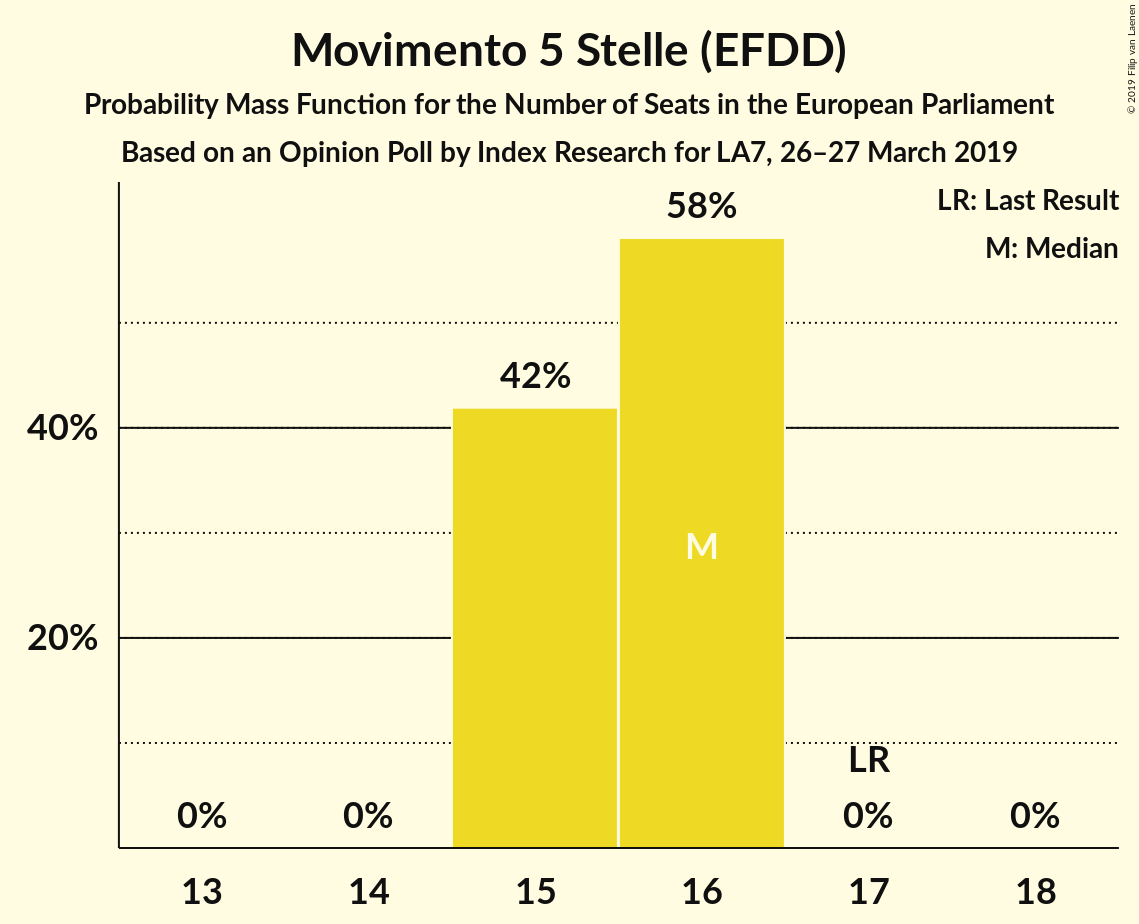 Movimento 5 Stelle (EFDD)
Probability Mass Function for the Number of Seats in the European Parliament
Based on an Opinion Poll by Index Research for LA7, 26–27 March 2019
© 2019 Filip van Laenen
LR: Last Result
M: Median
58%
42%
40%
M
20%
LR
0% 0% 0% 0%
13 14 15 16 17 18